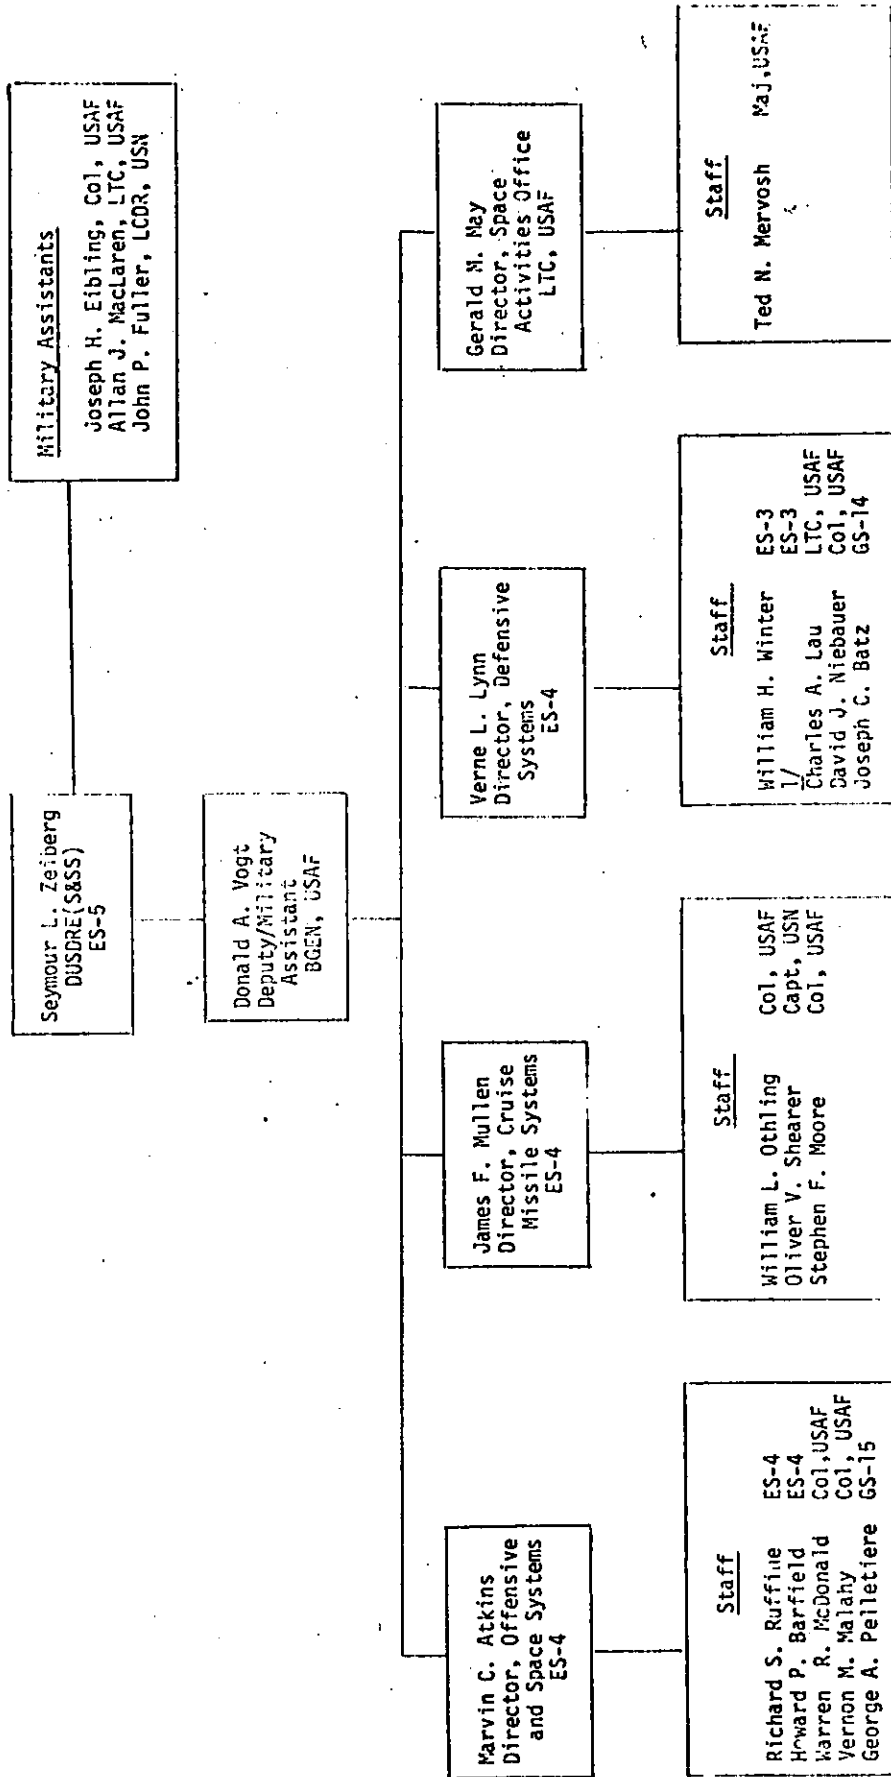 Seymour L. Zeiberg
DUSDRE(S&SS)
ES-5
Military Assistants
Joseph H. Eibling, Col, USAF
Allan J. MacLaren, LTC, USAF
John P. Fuller, LCDR, USN
Donald A. Vogt
Deputy/Military
Assistant
BGEN, USAF
Marvin C. Atkins
Director, Offensive
and Space Systems
ES-4
James F. Mullen
Director, Cruise
Missile Systems
ES-4
Verne L. Lynn
Director, Defensive
Systems
ES-4
Gerald M. May
Director, Space
Activities Office
LTC, USAF
Staff
Richard S. Ruffine ES-4
Howard P. Barfield ES-4
Warren R. McDonald Col,USAF
Vernon M. Malahy Col, USAF
George A. Pelletiere GS-15
Staff
William L. Othling Col, USAF
Oliver V. Shearer Capt, USN
Stephen F. Moore Col, USAF
Staff
William H. Winter ES-3
1/ ES-3
Charles A. Lau LTC, USAF
David J. Niebauer Col, USAF
Joseph C. Batz GS-14
Staff
Ted N. Mervosh Maj,USAF